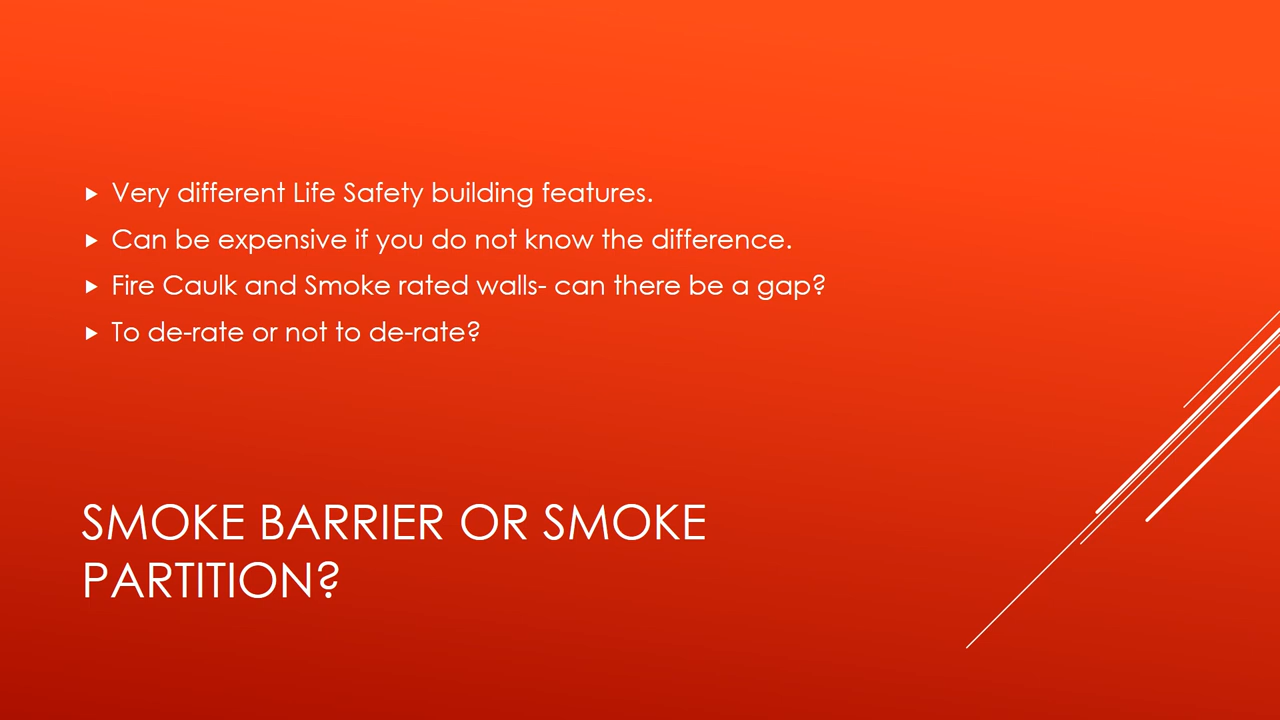 Very different Life Safety building features.
Can be expensive if you do not know the difference.
Fire Caulk and Smoke rated walls- can there be a gap?
To de-rate or not to de-rate?
SMOKE BARRIER OR SMOKE
PARTITION?